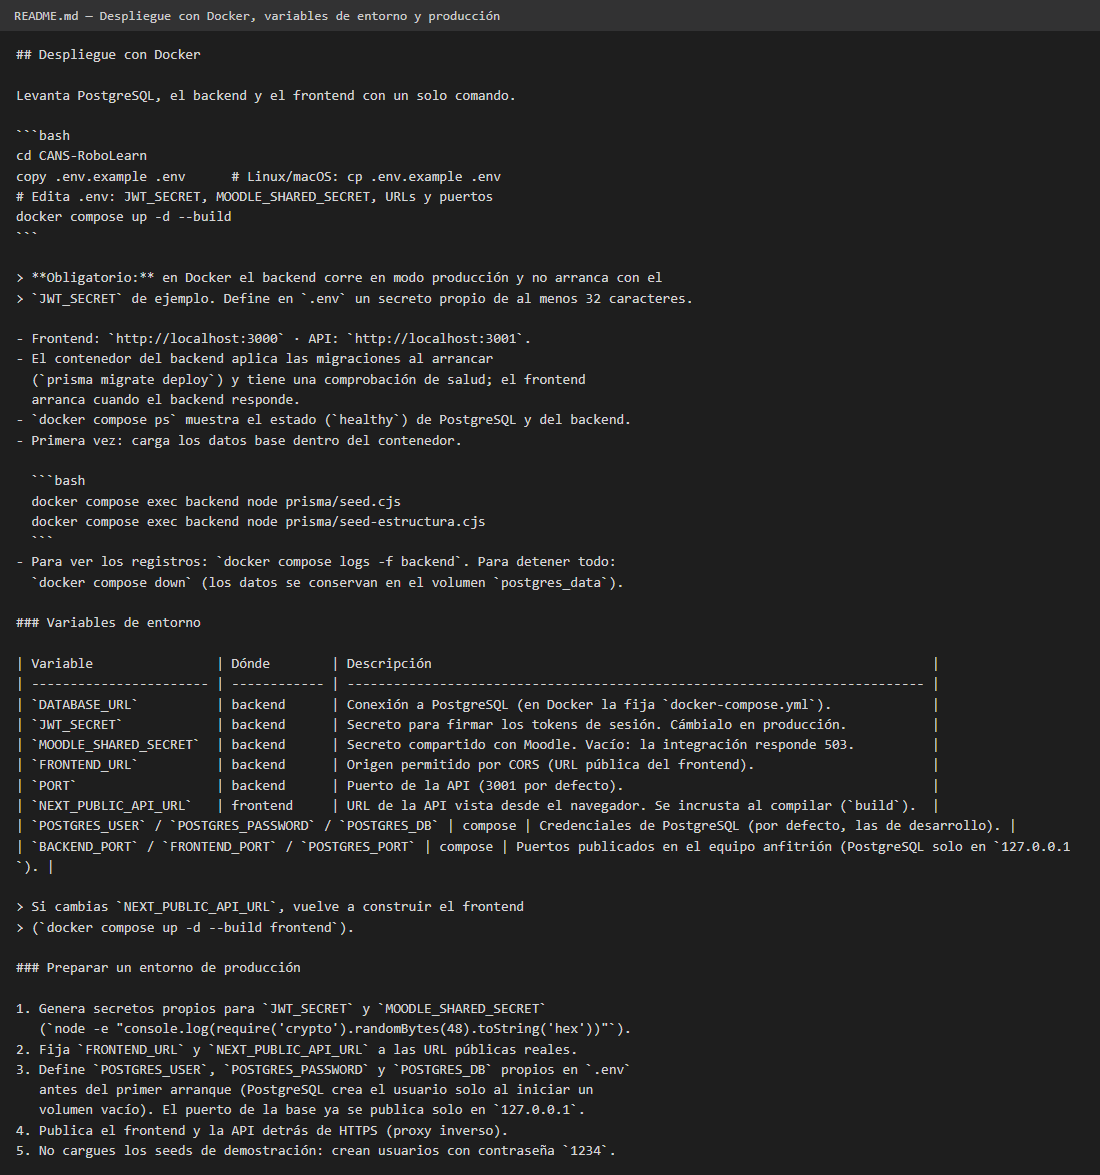 README.md — Despliegue con Docker, variables de entorno y producción
## Despliegue con Docker
Levanta PostgreSQL, el backend y el frontend con un solo comando.
```bash
cd CANS-RoboLearn
copy .env.example .env      # Linux/macOS: cp .env.example .env
# Edita .env: JWT_SECRET, MOODLE_SHARED_SECRET, URLs y puertos
docker compose up -d --build
```
> **Obligatorio:** en Docker el backend corre en modo producción y no arranca con el
> `JWT_SECRET` de ejemplo. Define en `.env` un secreto propio de al menos 32 caracteres.
- Frontend: `http://localhost:3000` · API: `http://localhost:3001`.
- El contenedor del backend aplica las migraciones al arrancar
  (`prisma migrate deploy`) y tiene una comprobación de salud; el frontend
  arranca cuando el backend responde.
- `docker compose ps` muestra el estado (`healthy`) de PostgreSQL y del backend.
- Primera vez: carga los datos base dentro del contenedor.
  ```bash
  docker compose exec backend node prisma/seed.cjs
  docker compose exec backend node prisma/seed-estructura.cjs
  ```
- Para ver los registros: `docker compose logs -f backend`. Para detener todo:
  `docker compose down` (los datos se conservan en el volumen `postgres_data`).
### Variables de entorno
| Variable                | Dónde        | Descripción                                                                 |
| ----------------------- | ------------ | --------------------------------------------------------------------------- |
| `DATABASE_URL`          | backend      | Conexión a PostgreSQL (en Docker la fija `docker-compose.yml`).             |
| `JWT_SECRET`            | backend      | Secreto para firmar los tokens de sesión. Cámbialo en producción.           |
| `MOODLE_SHARED_SECRET`  | backend      | Secreto compartido con Moodle. Vacío: la integración responde 503.          |
| `FRONTEND_URL`          | backend      | Origen permitido por CORS (URL pública del frontend).                       |
| `PORT`                  | backend      | Puerto de la API (3001 por defecto).                                        |
| `NEXT_PUBLIC_API_URL`   | frontend     | URL de la API vista desde el navegador. Se incrusta al compilar (`build`).  |
| `POSTGRES_USER` / `POSTGRES_PASSWORD` / `POSTGRES_DB` | compose | Credenciales de PostgreSQL (por defecto, las de desarrollo). |
| `BACKEND_PORT` / `FRONTEND_PORT` / `POSTGRES_PORT` | compose | Puertos publicados en el equipo anfitrión (PostgreSQL solo en `127.0.0.1
`). |
> Si cambias `NEXT_PUBLIC_API_URL`, vuelve a construir el frontend
> (`docker compose up -d --build frontend`).
### Preparar un entorno de producción
1. Genera secretos propios para `JWT_SECRET` y `MOODLE_SHARED_SECRET`
   (`node -e "console.log(require('crypto').randomBytes(48).toString('hex'))"`).
2. Fija `FRONTEND_URL` y `NEXT_PUBLIC_API_URL` a las URL públicas reales.
3. Define `POSTGRES_USER`, `POSTGRES_PASSWORD` y `POSTGRES_DB` propios en `.env`
   antes del primer arranque (PostgreSQL crea el usuario solo al iniciar un
   volumen vacío). El puerto de la base ya se publica solo en `127.0.0.1`.
4. Publica el frontend y la API detrás de HTTPS (proxy inverso).
5. No cargues los seeds de demostración: crean usuarios con contraseña `1234`.